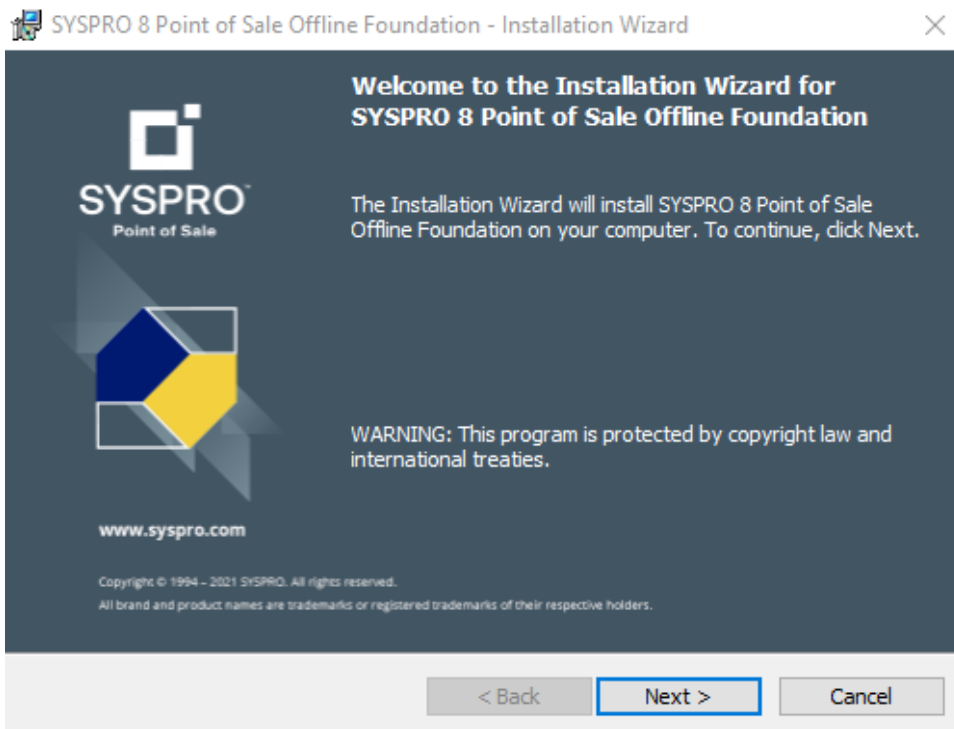 SYSPRO 8 Point of Sale Offline Foundation - Installation Wizard
Welcome to the Installation Wizard for
SYSPRO 8 Point of Sale Offline Foundation
SYSPRO™
Point of Sale
The Installation Wizard will install SYSPRO 8 Point of Sale
Offline Foundation on your computer. To continue, click Next.
WARNING: This program is protected by copyright law and
international treaties.
www.syspro.com
Copyright © 1994 – 2021 SYSPRO. All rights reserved.
All brand and product names are trademarks or registered trademarks of their respective holders.
< Back
Next >
Cancel